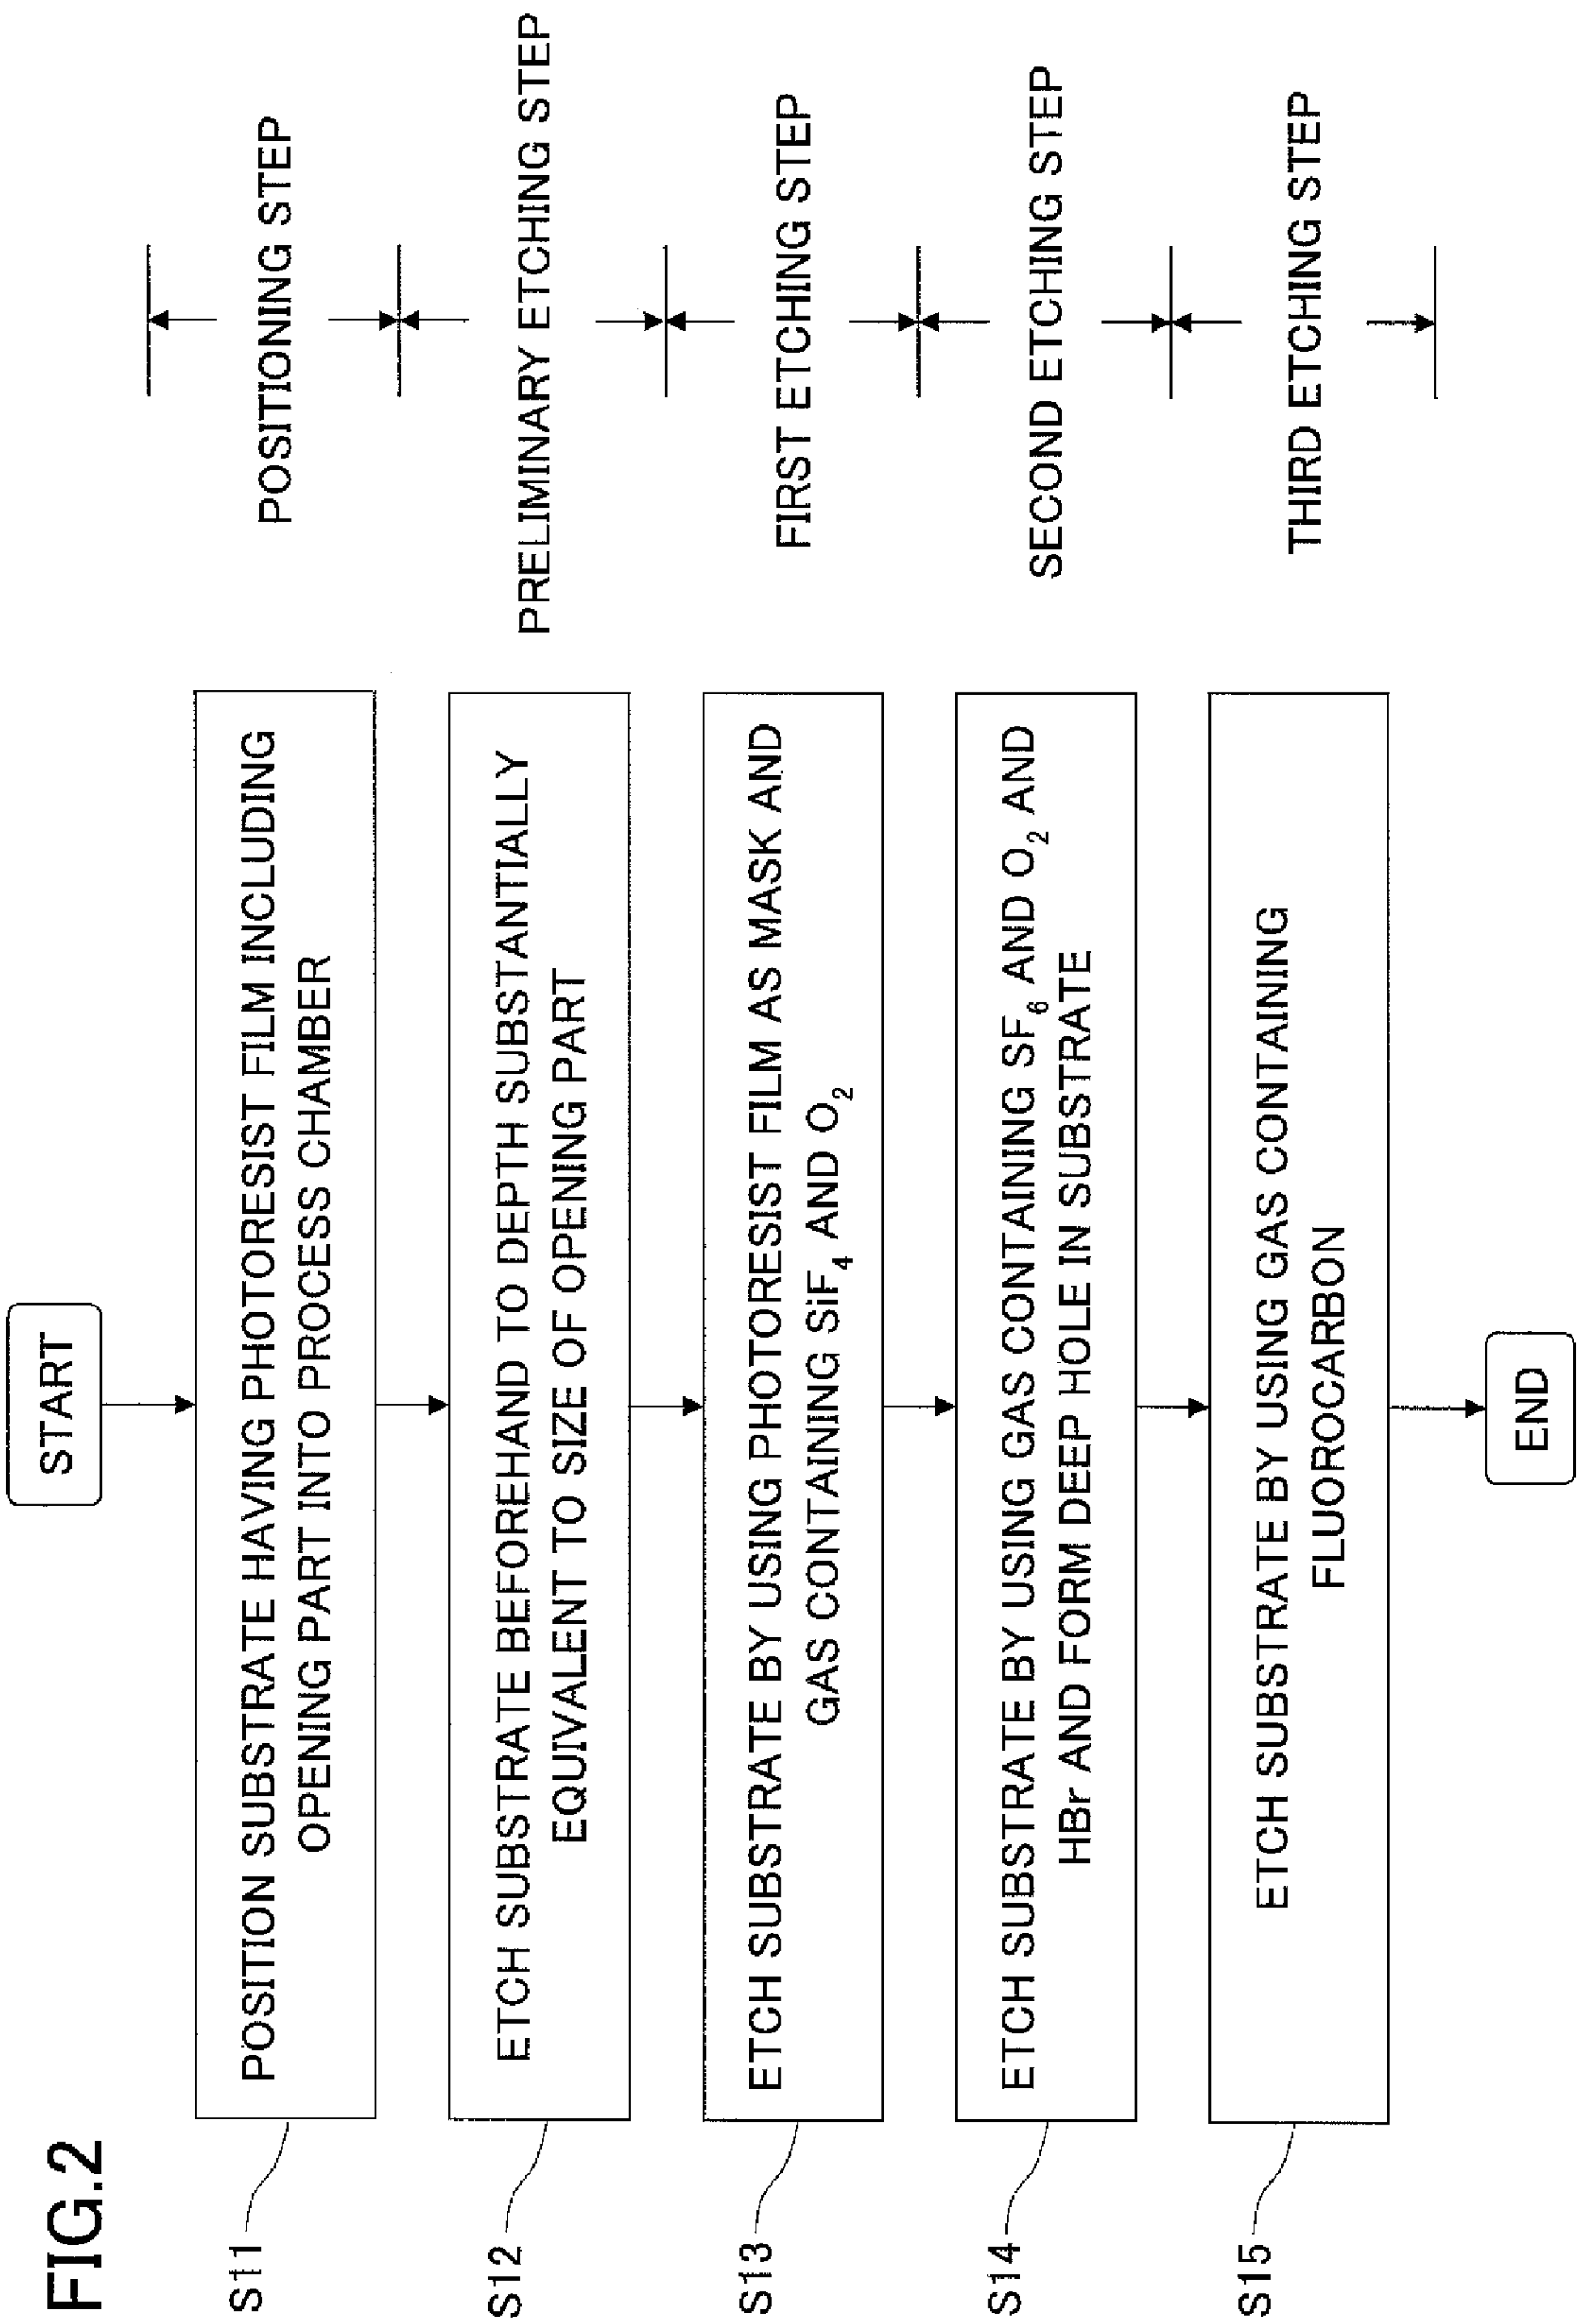 FIG.2
START
S11
POSITION SUBSTRATE HAVING PHOTORESIST FILM INCLUDING
OPENING PART INTO PROCESS CHAMBER
POSITIONING STEP
S12
ETCH SUBSTRATE BEFOREHAND TO DEPTH SUBSTANTIALLY
EQUIVALENT TO SIZE OF OPENING PART
PRELIMINARY ETCHING STEP
S13
ETCH SUBSTRATE BY USING PHOTORESIST FILM AS MASK AND
GAS CONTAINING SiF₄ AND O₂
FIRST ETCHING STEP
S14
ETCH SUBSTRATE BY USING GAS CONTAINING SF₆ AND O₂ AND
HBr AND FORM DEEP HOLE IN SUBSTRATE
SECOND ETCHING STEP
S15
ETCH SUBSTRATE BY USING GAS CONTAINING
FLUOROCARBON
THIRD ETCHING STEP
END